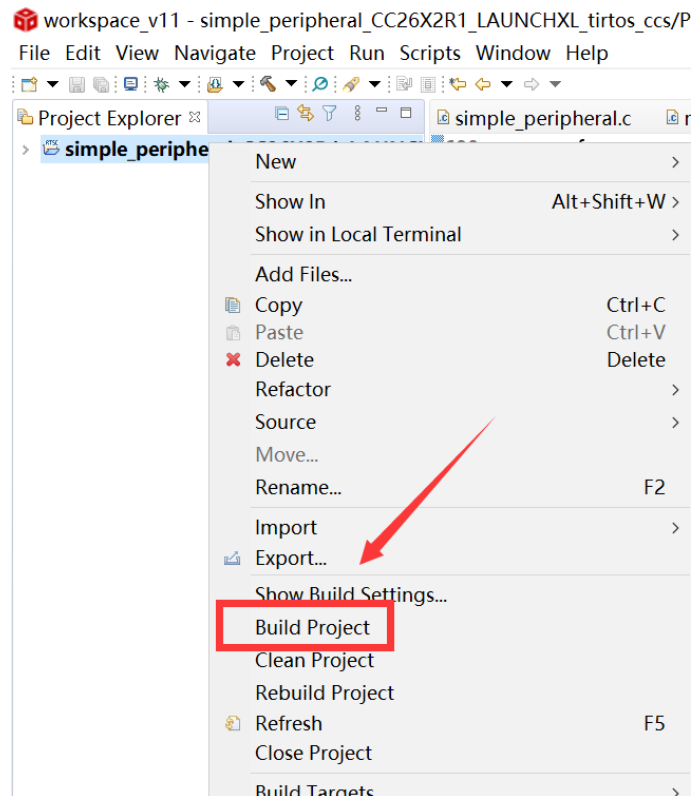 workspace_v11 - simple_peripheral_CC26X2R1_LAUNCHXL_tirtos_ccs/P
File Edit View Navigate Project Run Scripts Window Help
Project Explorer
simple_peripheral.c
simple_periphe
New
Show In Alt+Shift+W
Show in Local Terminal
Add Files...
Copy Ctrl+C
Paste Ctrl+V
Delete Delete
Refactor
Source
Move...
Rename... F2
Import
Export...
Show Build Settings...
Build Project
Clean Project
Rebuild Project
Refresh F5
Close Project
Build Targets